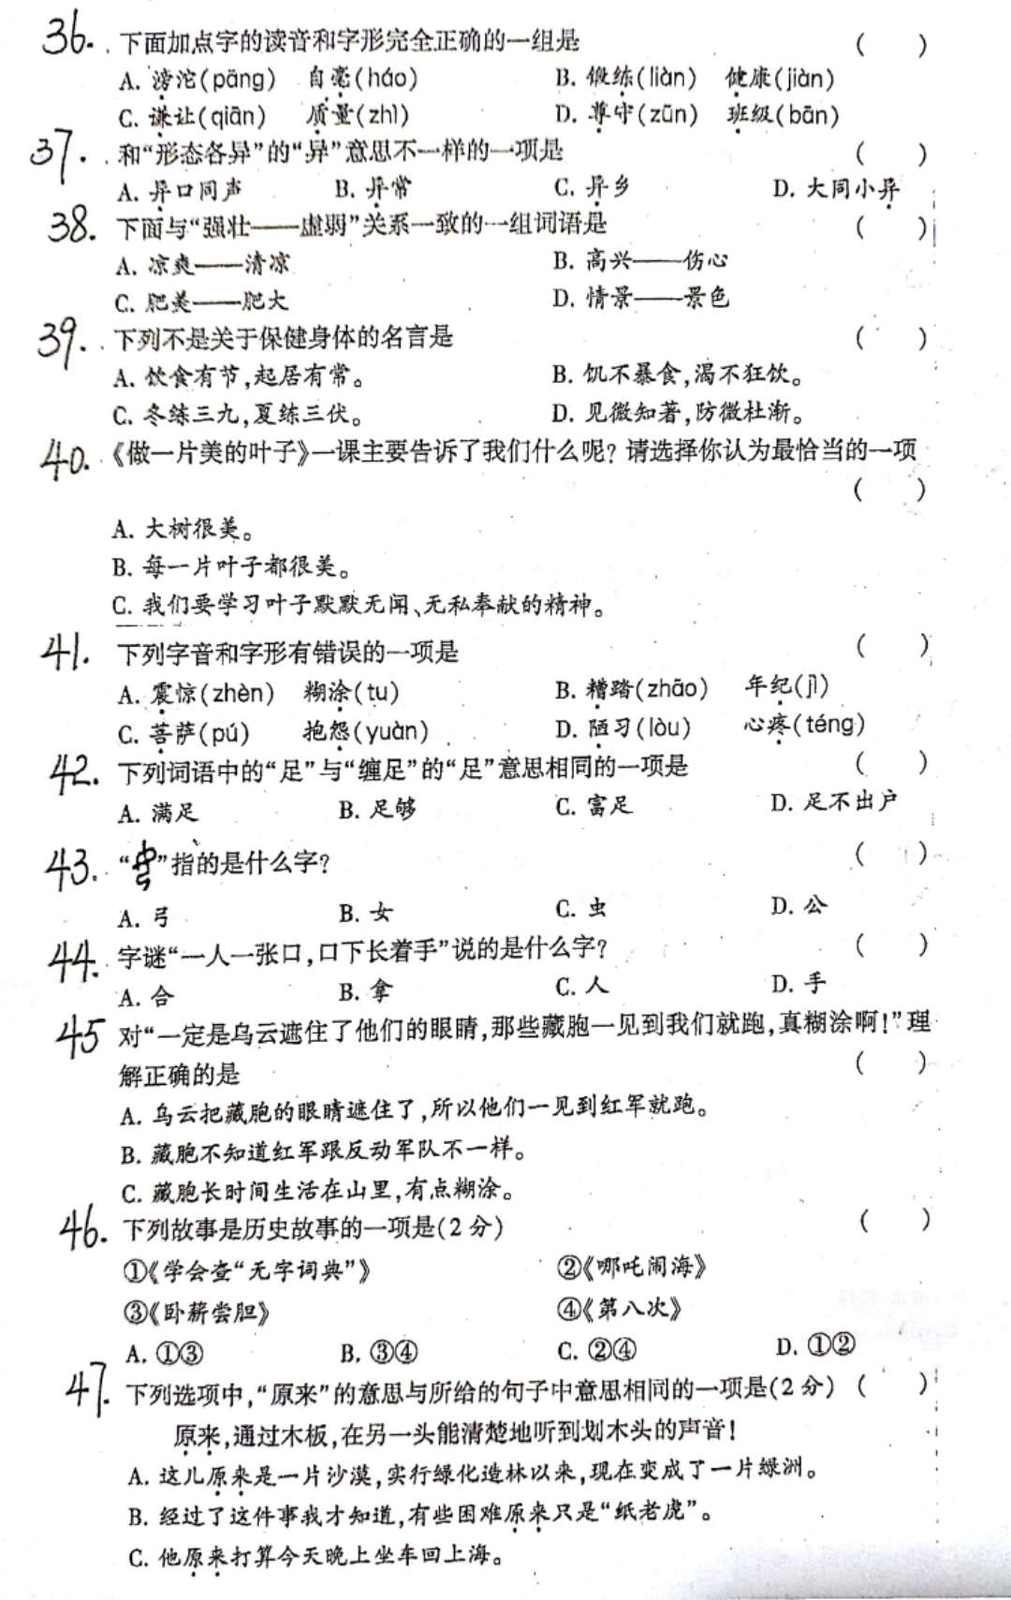 36. 下面加点字的读音和字形完全正确的一组是 ( )
A. 滂沱(pāng) 自毫(háo) B. 锻练(liàn) 健康(jiàn)
C. 谦让(qiān) 质量(zhì) D. 尊守(zūn) 班级(bān)
37. 和“形态各异”的“异”意思不一样的一项是 ( )
A. 异口同声 B. 异常 C. 异乡 D. 大同小异
38. 下面与“强壮——虚弱”关系一致的一组词语是 ( )
A. 凉爽——清凉 B. 高兴——伤心
C. 肥美——肥大 D. 情景——景色
39. 下列不是关于保健身体的名言是 ( )
A. 饮食有节,起居有常。 B. 饥不暴食,渴不狂饮。
C. 冬练三九,夏练三伏。 D. 见微知著,防微杜渐。
40. 《做一片美的叶子》一课主要告诉了我们什么呢? 请选择你认为最恰当的一项
( )
A. 大树很美。
B. 每一片叶子都很美。
C. 我们要学习叶子默默无闻、无私奉献的精神。
41. 下列字音和字形有错误的一项是 ( )
A. 震惊(zhèn) 糊涂(tu) B. 糟踏(zhāo) 年纪(jì)
C. 菩萨(pú) 抱怨(yuàn) D. 陋习(lòu) 心疼(téng)
42. 下列词语中的“足”与“缠足”的“足”意思相同的一项是 ( )
A. 满足 B. 足够 C. 富足 D. 足不出户
43. “ ”指的是什么字? ( )
A. 弓 B. 女 C. 虫 D. 公
44. 字谜“一人一张口,口下长着手”说的是什么字? ( )
A. 合 B. 拿 C. 人 D. 手
45 对“一定是乌云遮住了他们的眼睛,那些藏胞一见到我们就跑,真糊涂啊!”理
解正确的是 ( )
A. 乌云把藏胞的眼睛遮住了,所以他们一见到红军就跑。
B. 藏胞不知道红军跟反动军队不一样。
C. 藏胞长时间生活在山里,有点糊涂。
46. 下列故事是历史故事的一项是(2分) ( )
①《学会查“无字词典”》 ②《哪吒闹海》
③《卧薪尝胆》 ④《第八次》
A. ①③ B. ③④ C. ②④ D. ①②
47. 下列选项中,“原来”的意思与所给的句子中意思相同的一项是(2分) ( )
原来,通过木板,在另一头能清楚地听到划木头的声音!
A. 这儿原来是一片沙漠,实行绿化造林以来,现在变成了一片绿洲。
B. 经过了这件事我才知道,有些困难原来只是“纸老虎”。
C. 他原来打算今天晚上坐车回上海。